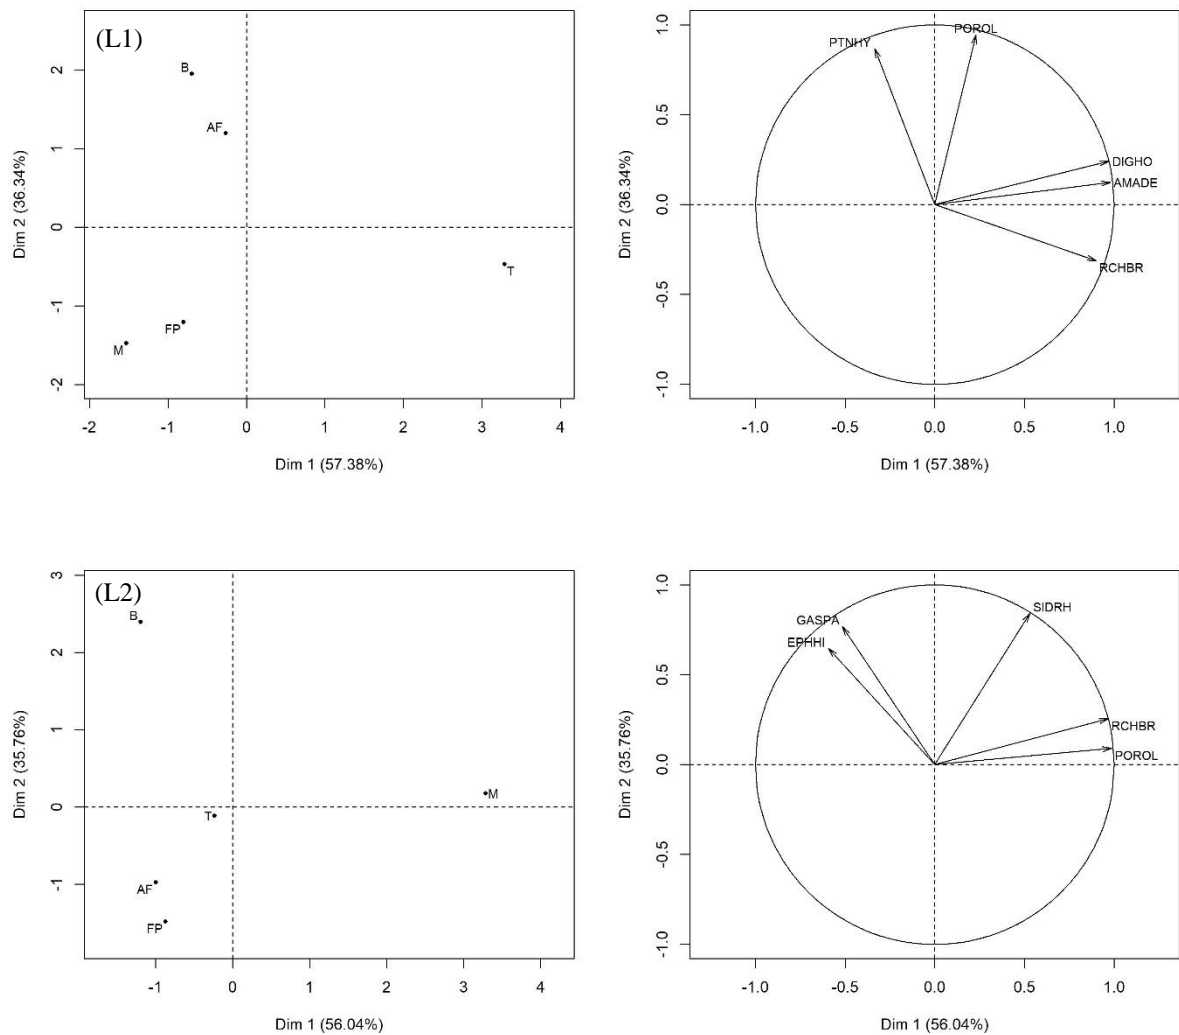 (L1)
B
AF
T
FP
M
2
1
0
-1
-2
-2
-1
0
1
2
3
4
Dim 2 (36.34%)
Dim 1 (57.38%)
PTNHY
POROL
DIGHO
AMADE
RCHBR
1.0
0.5
0.0
-0.5
-1.0
-1.0
-0.5
0.0
0.5
1.0
Dim 2 (36.34%)
Dim 1 (57.38%)
(L2)
B
M
T
AF
FP
3
2
1
0
-1
-1
0
1
2
3
4
Dim 2 (35.76%)
Dim 1 (56.04%)
GASPA
EPHHI
SIDRH
RCHBR
POROL
1.0
0.5
0.0
-0.5
-1.0
-1.0
-0.5
0.0
0.5
1.0
Dim 2 (35.76%)
Dim 1 (56.04%)